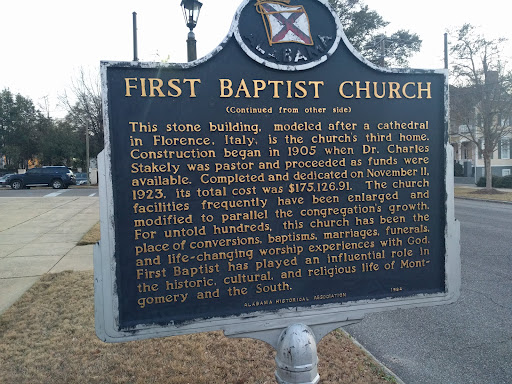 ALABAMA
FIRST BAPTIST CHURCH
(Continued from other side)
This stone building, modeled after a cathedral
in Florence, Italy, is the church's third home.
Construction began in 1905 when Dr. Charles
Stakely was pastor and proceeded as funds were
available. Completed and dedicated on November 11,
1923, its total cost was $175,126.91. The church
facilities frequently have been enlarged and
modified to parallel the congregation's growth.
For untold hundreds, this church has been the
place of conversions, baptisms, marriages, funerals,
and life-changing worship experiences with God.
First Baptist has played an influential role in
the historic, cultural, and religious life of Mont-
gomery and the South.
ALABAMA HISTORICAL ASSOCIATION